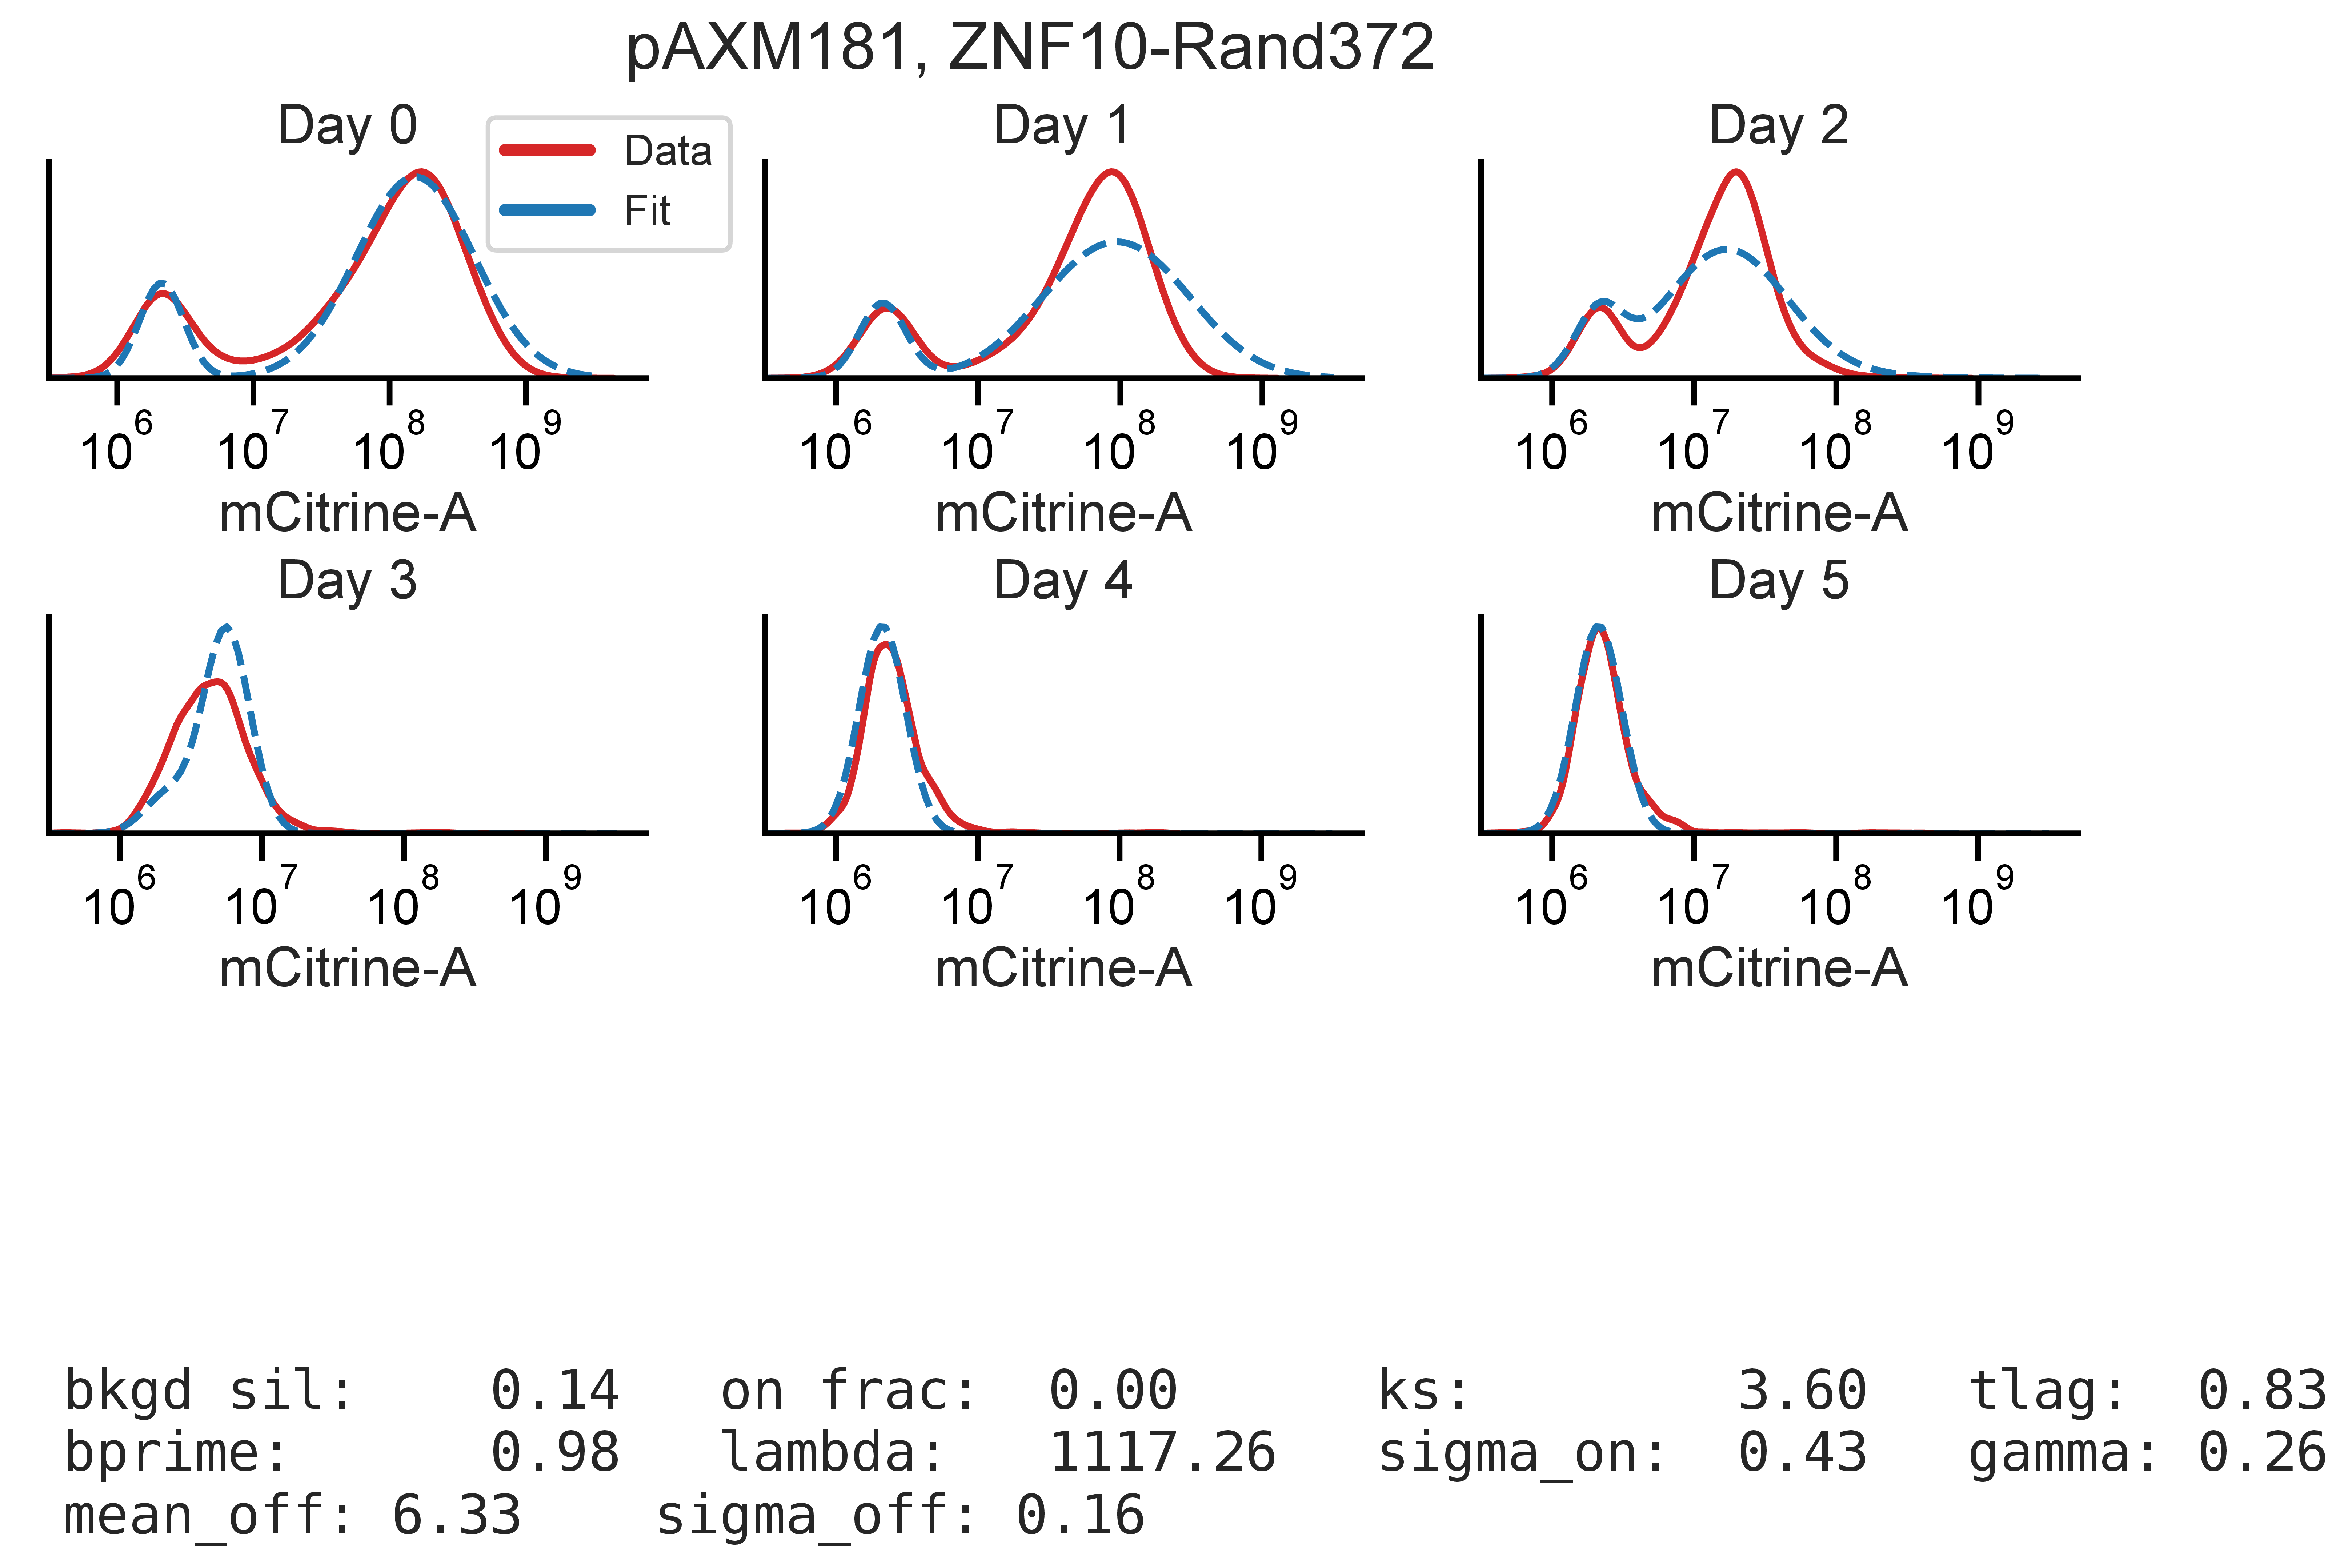 pAXM181, ZNF10-Rand372
Day 0
Data
Fit
10^6 10^7 10^8 10^9
mCitrine-A
Day 1
10^6 10^7 10^8 10^9
mCitrine-A
Day 2
10^6 10^7 10^8 10^9
mCitrine-A
Day 3
10^6 10^7 10^8 10^9
mCitrine-A
Day 4
10^6 10^7 10^8 10^9
mCitrine-A
Day 5
10^6 10^7 10^8 10^9
mCitrine-A
bkgd sil: 0.14 on frac: 0.00 ks: 3.60 tlag: 0.83
bprime: 0.98 lambda: 1117.26 sigma_on: 0.43 gamma: 0.26
mean_off: 6.33 sigma_off: 0.16